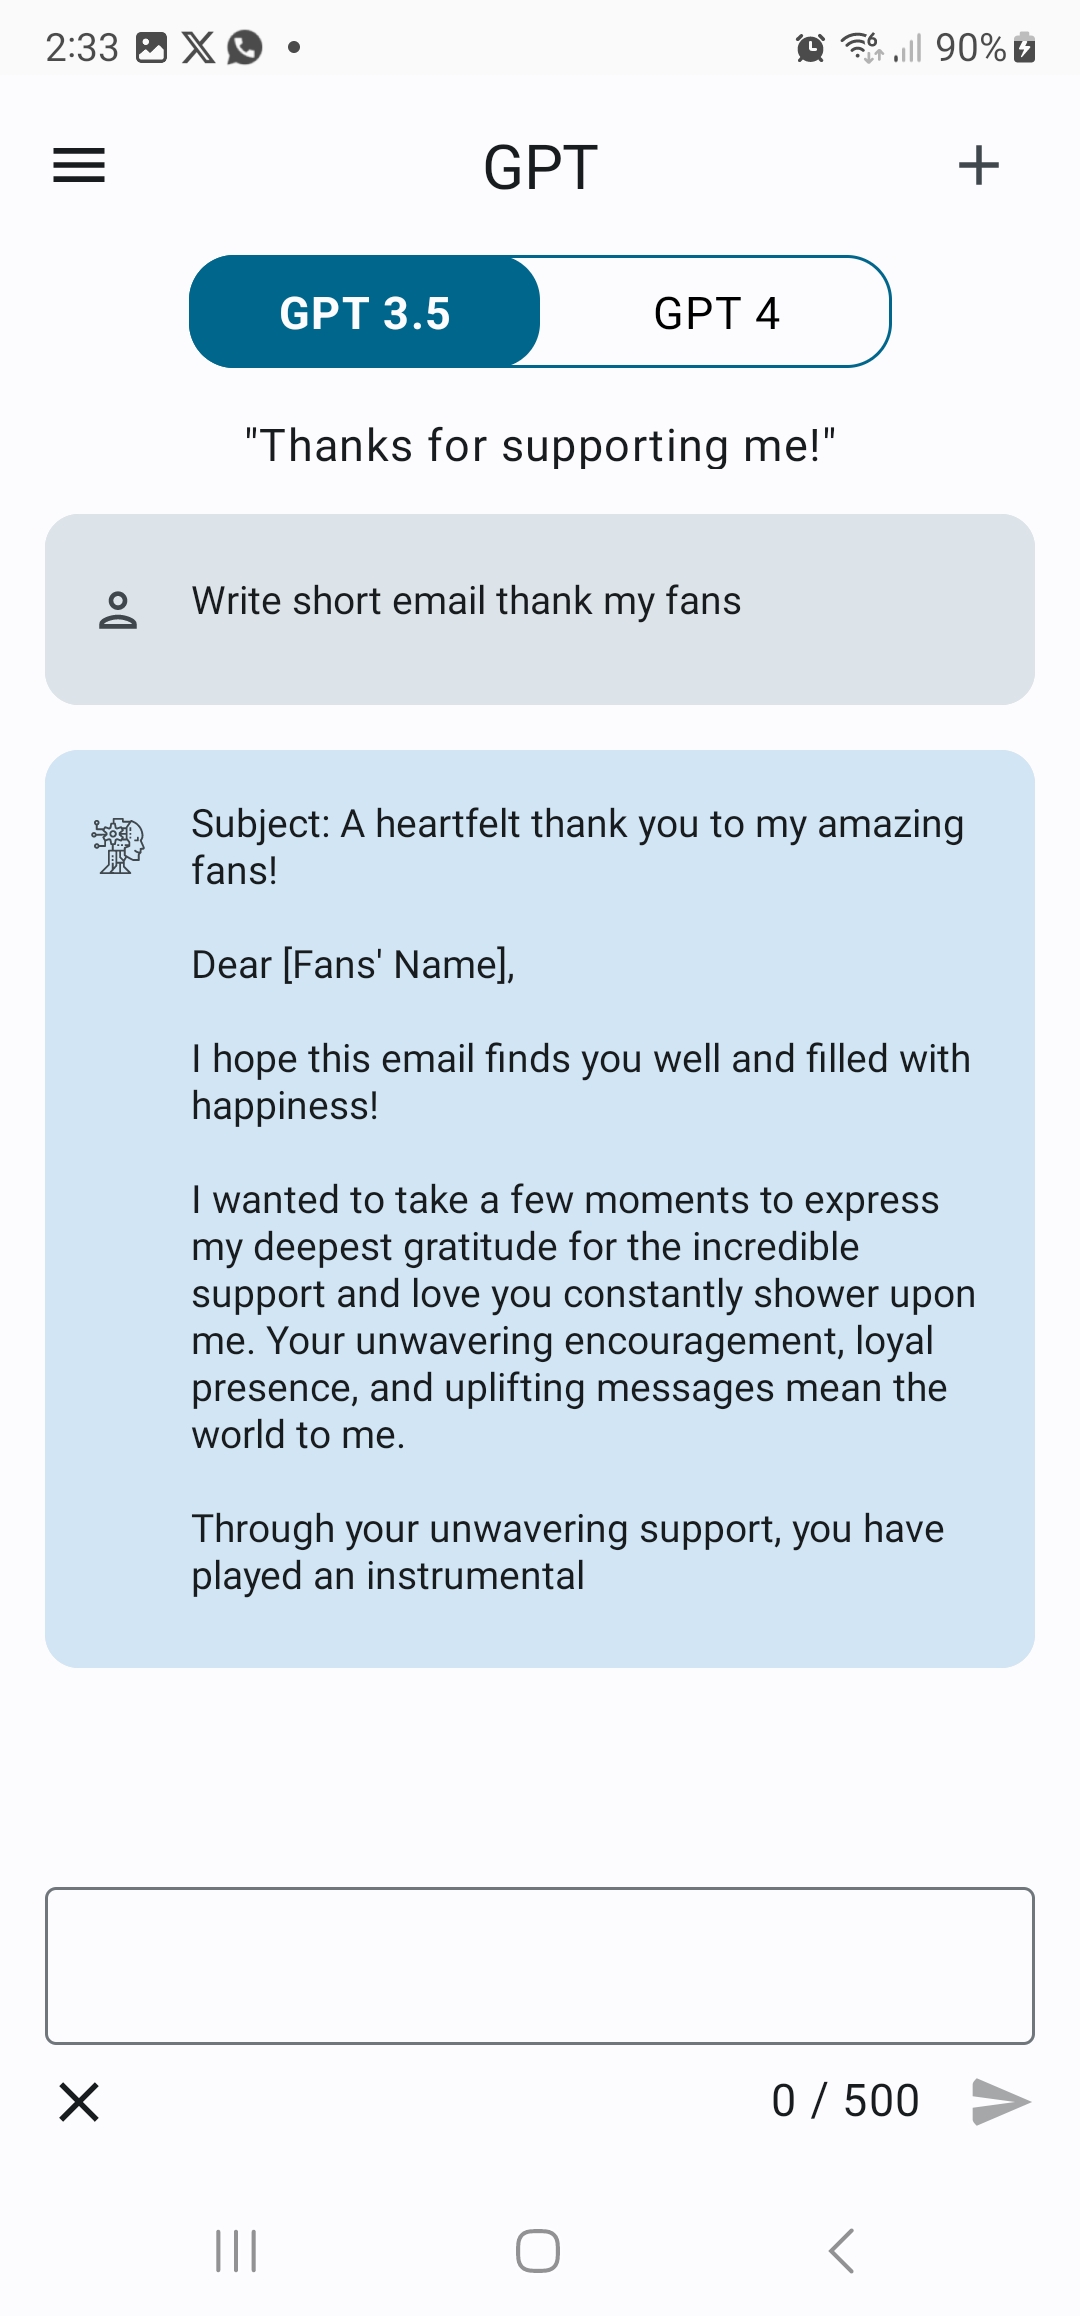 2:33
90%
GPT
GPT 3.5
GPT 4
"Thanks for supporting me!"
Write short email thank my fans
Subject: A heartfelt thank you to my amazing
fans!
Dear [Fans' Name],
I hope this email finds you well and filled with
happiness!
I wanted to take a few moments to express
my deepest gratitude for the incredible
support and love you constantly shower upon
me. Your unwavering encouragement, loyal
presence, and uplifting messages mean the
world to me.
Through your unwavering support, you have
played an instrumental
0 / 500